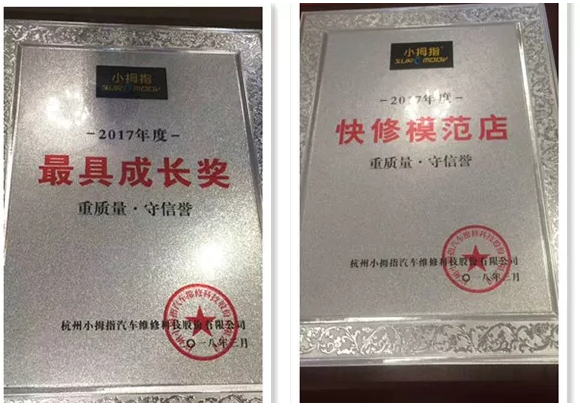 小拇指
－2017年度－
最具成长奖
重质量·守信誉
杭州小拇指汽车维修科技股份有限公司
二〇一八年三月
小拇指
－2017年度－
快修模范店
重质量·守信誉
杭州小拇指汽车维修科技股份有限公司
二〇一八年三月